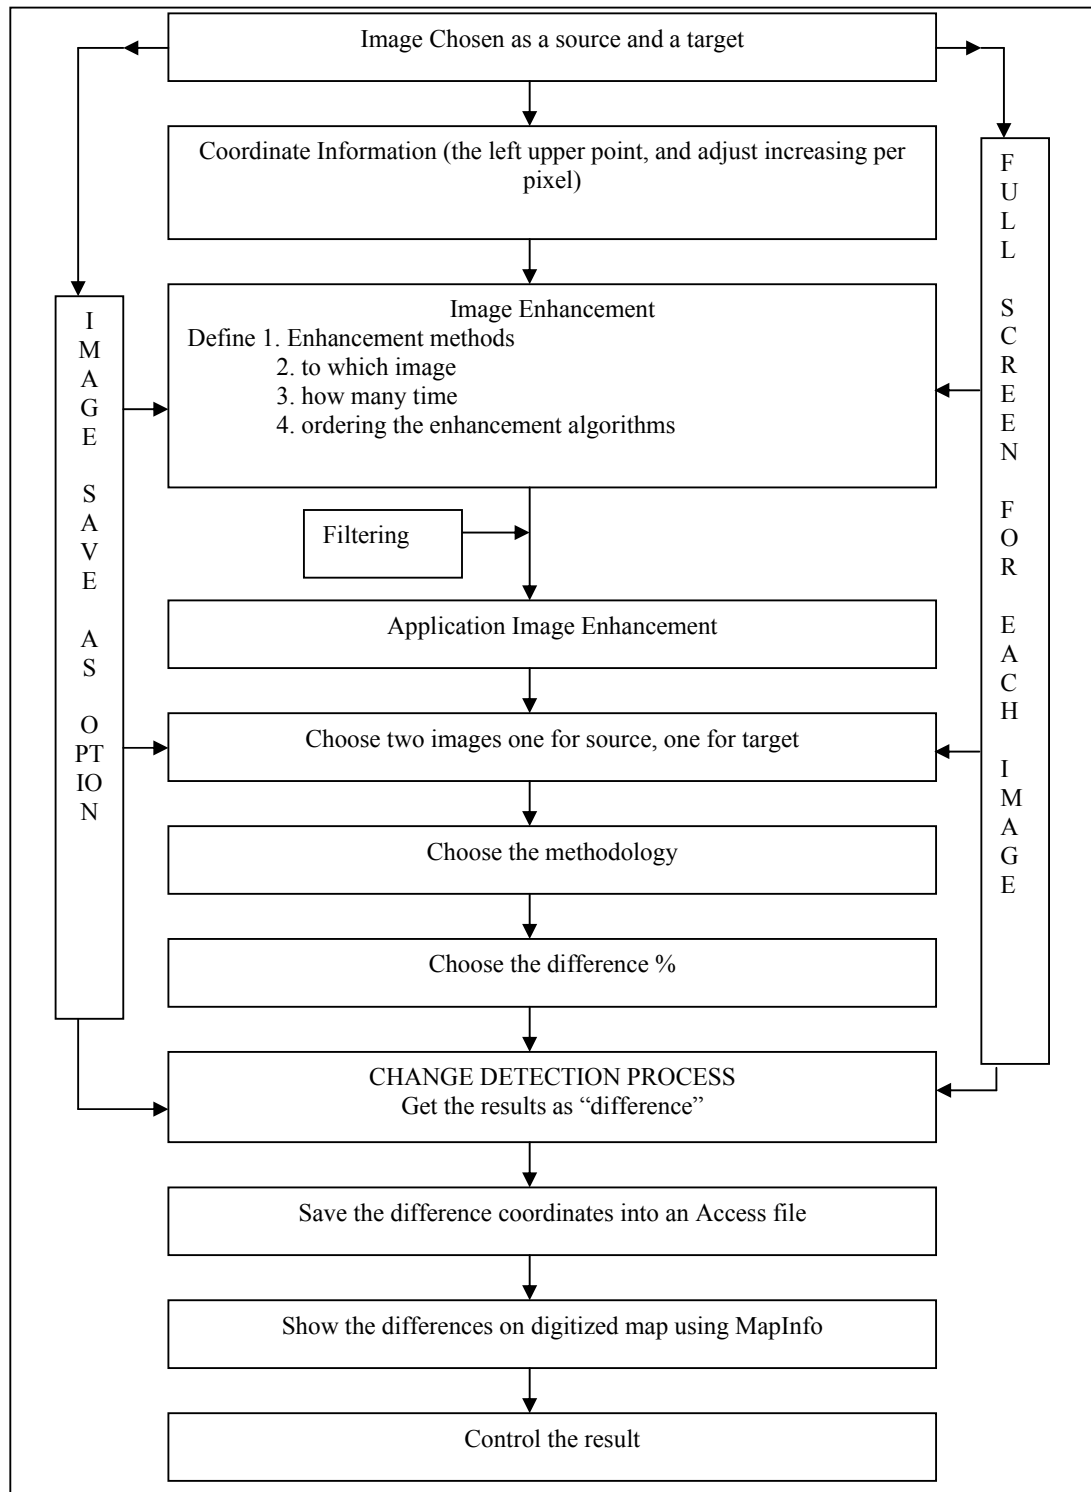 Image Chosen as a source and a target
Coordinate Information (the left upper point, and adjust increasing per
pixel)
Image Enhancement
Define 1. Enhancement methods
2. to which image
3. how many time
4. ordering the enhancement algorithms
Filtering
Application Image Enhancement
Choose two images one for source, one for target
Choose the methodology
Choose the difference %
CHANGE DETECTION PROCESS
Get the results as “difference”
Save the difference coordinates into an Access file
Show the differences on digitized map using MapInfo
Control the result
I
M
A
G
E
S
A
V
E
A
S
O
PT
IO
N
F
U
L
L
S
C
R
E
E
N
F
O
R
E
A
C
H
I
M
A
G
E